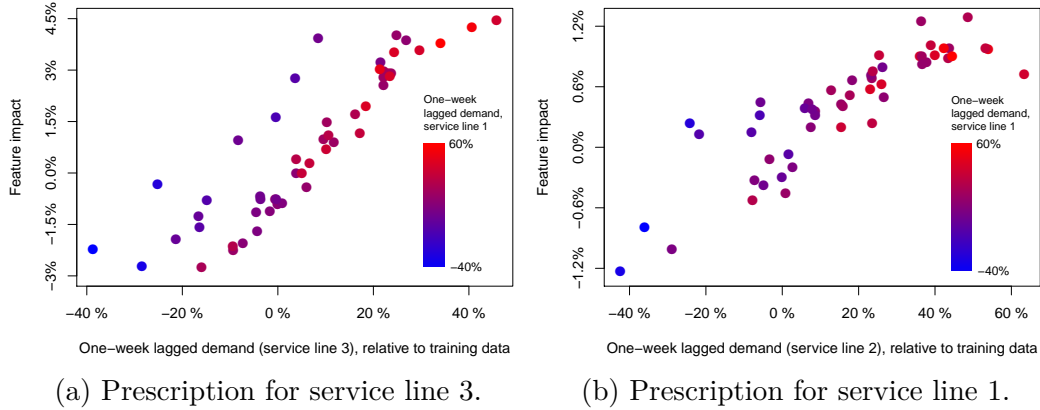 4.5%
3%
1.5%
0.0%
−1.5%
−3%
Feature impact
One−week
lagged demand,
service line 1
60%
−40%
−40 %
−20 %
0 %
20 %
40 %
One−week lagged demand (service line 3), relative to training data
(a) Prescription for service line 3.
1.2%
0.6%
0.0%
−0.6%
−1.2%
Feature impact
One−week
lagged demand,
service line 1
60%
−40%
−40 %
−20 %
0 %
20 %
40 %
60 %
One−week lagged demand (service line 2), relative to training data
(b) Prescription for service line 1.